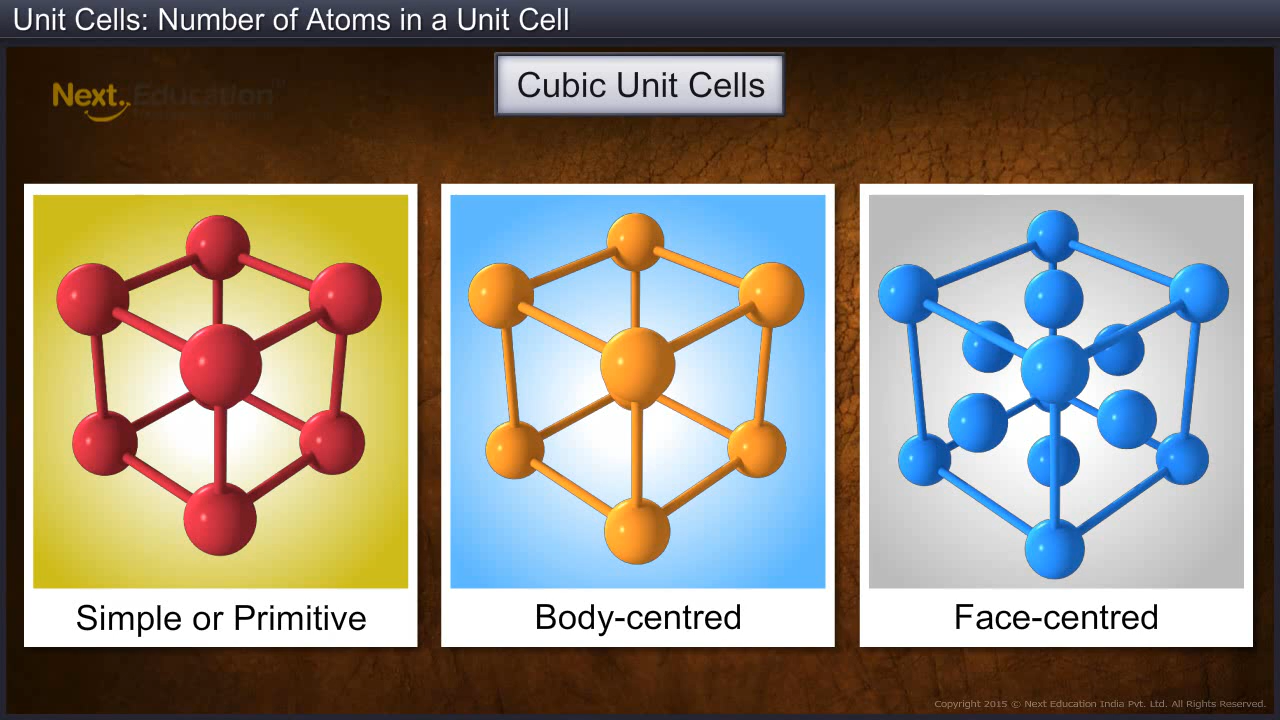 Unit Cells: Number of Atoms in a Unit Cell
Next Education
Cubic Unit Cells
Simple or Primitive
Body-centred
Face-centred
Copyright 2015 © Next Education India Pvt. Ltd. All Rights Reserved.